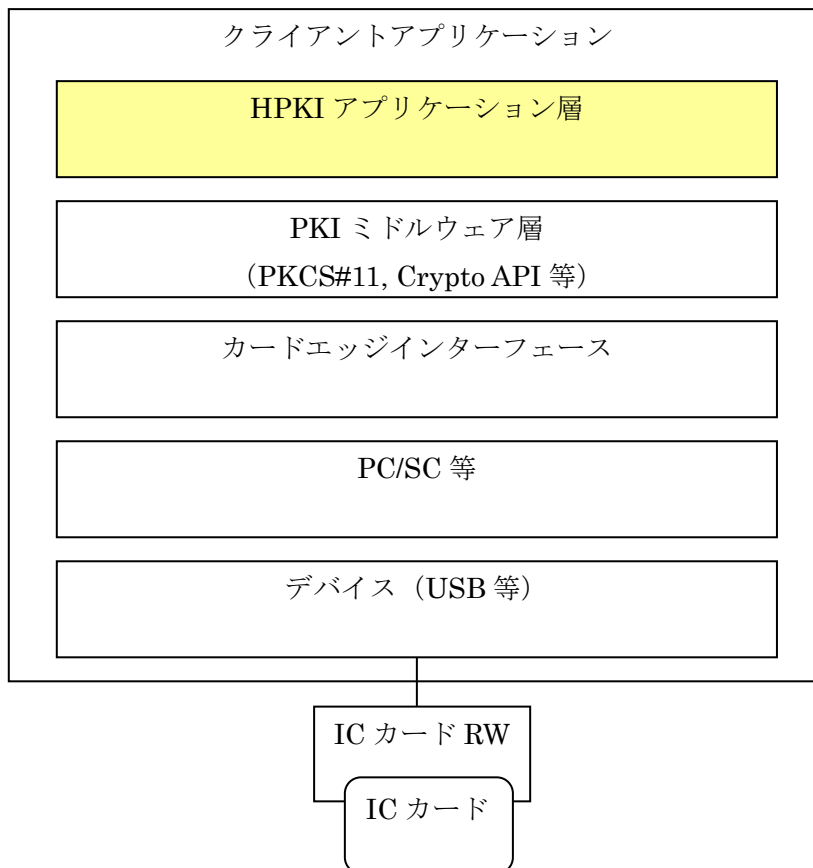 クライアントアプリケーション
HPKI アプリケーション層
PKI ミドルウェア層
（PKCS#11, Crypto API 等）
カードエッジインターフェース
PC/SC 等
デバイス（USB 等）
IC カード RW
IC カード